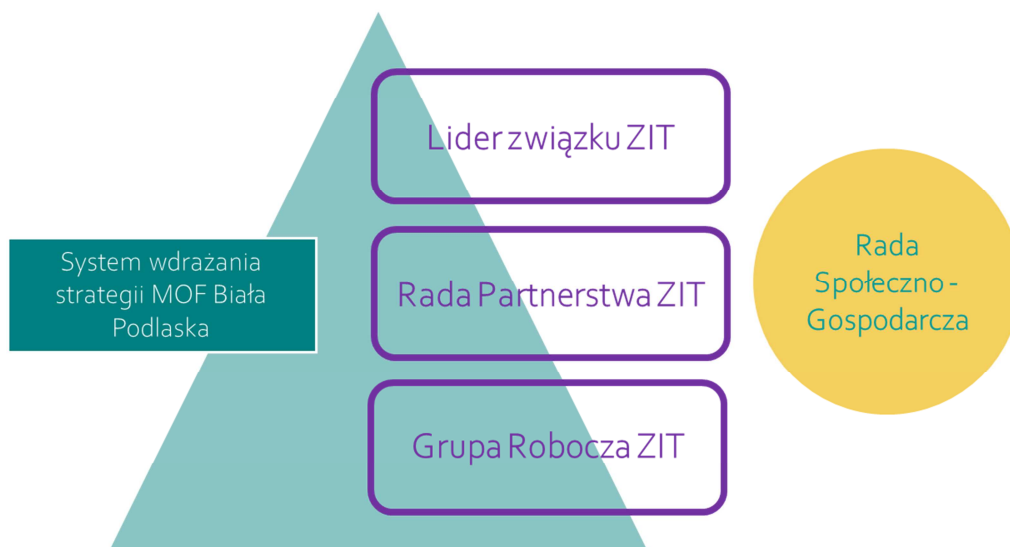 Lider związku ZIT
System wdrażania
strategii MOF Biała
Podlaska
Rada Partnerstwa ZIT
Grupa Robocza ZIT
Rada
Społeczno -
Gospodarcza